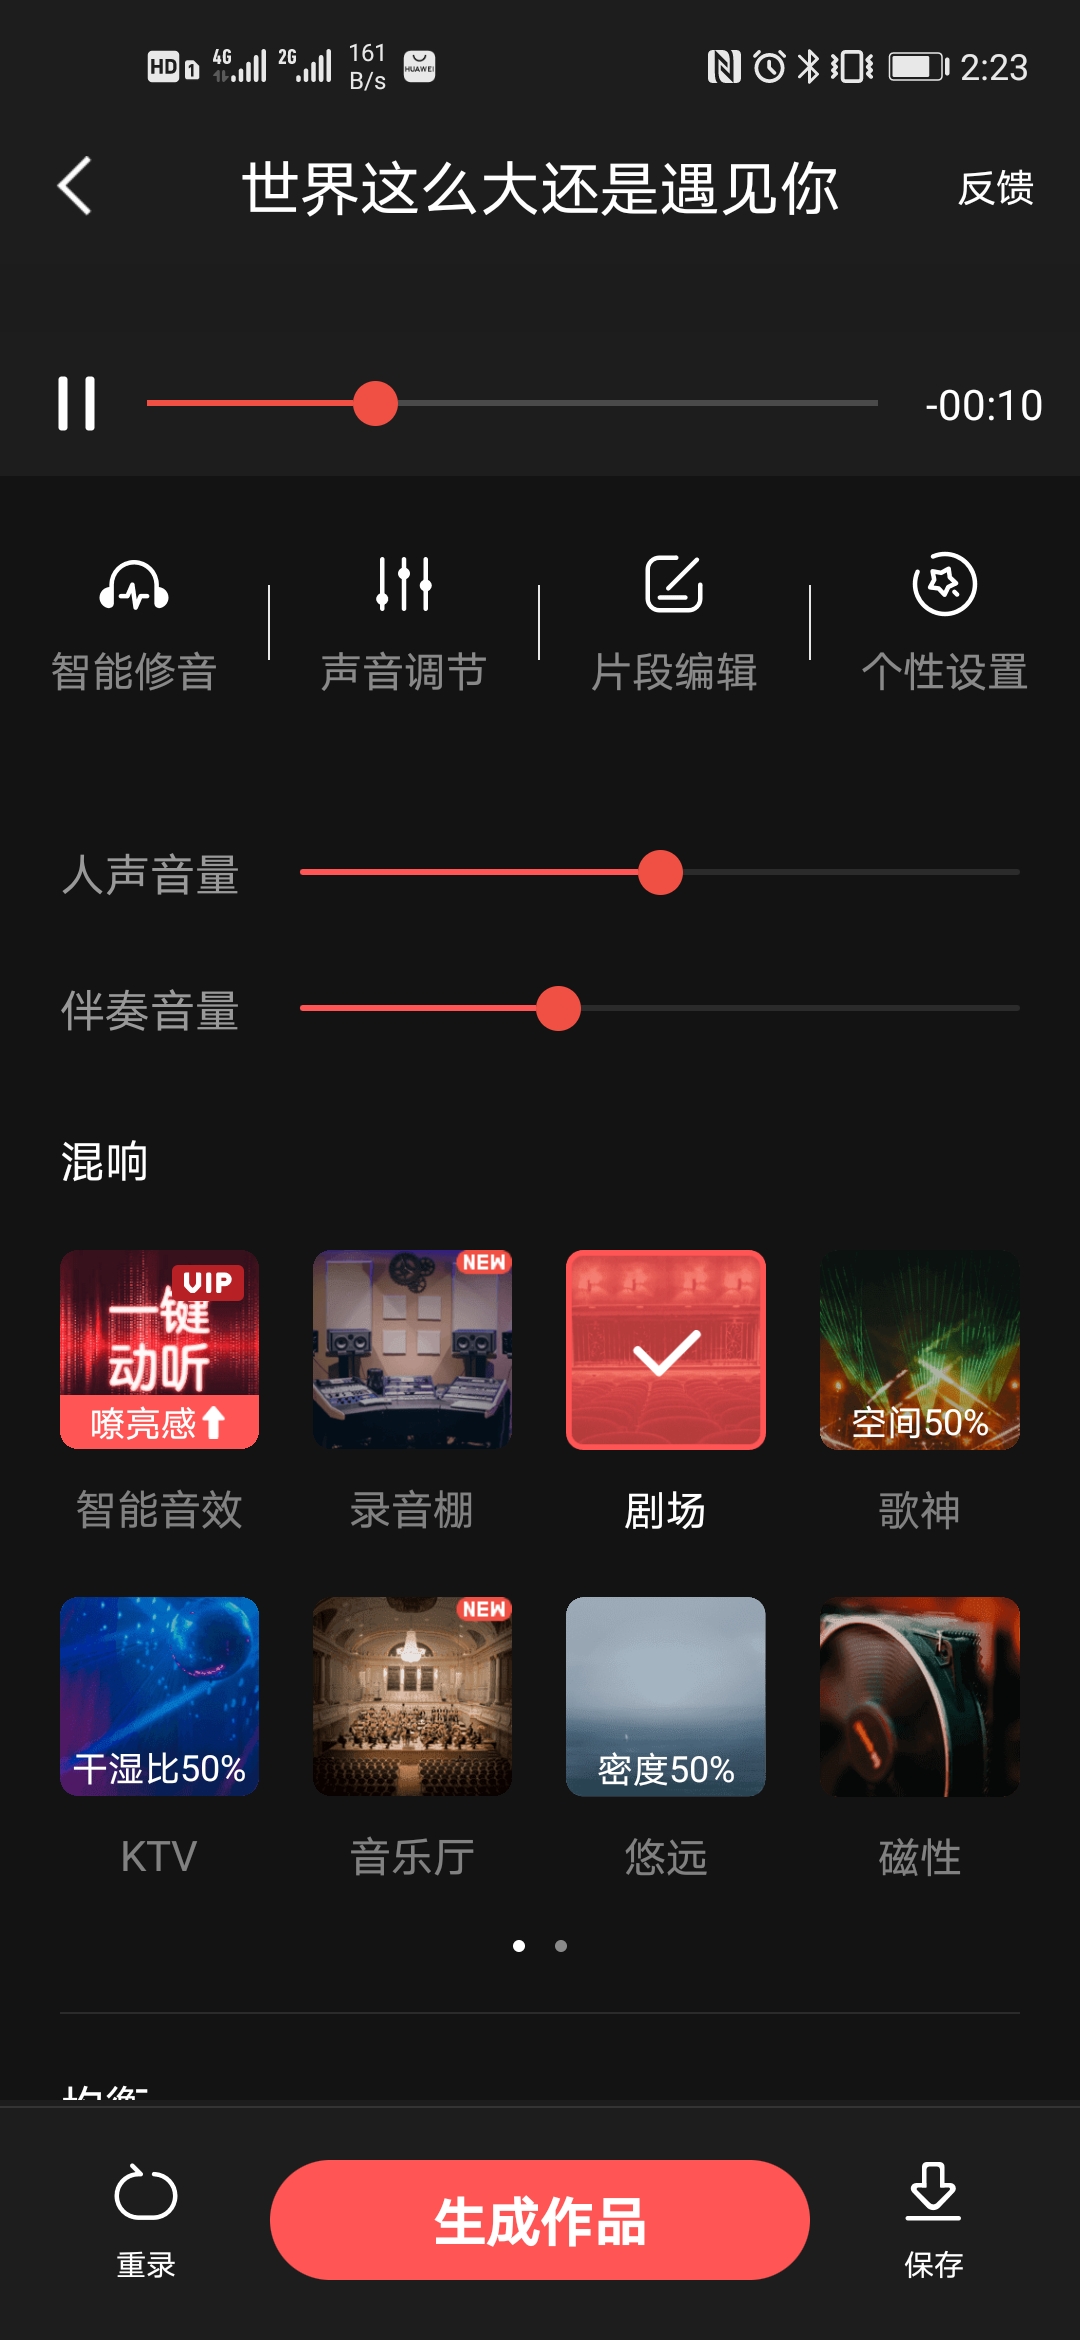 HD 1 4G 2G 161 B/s HUAWEI 2:23
世界这么大还是遇见你
反馈
-00:10
智能修音 声音调节 片段编辑 个性设置
人声音量
伴奏音量
混响
VIP
一键
动听
嘹亮感
NEW
空间50%
智能音效 录音棚 剧场 歌神
NEW
干湿比50%
密度50%
KTV 音乐厅 悠远 磁性
均衡
重录
生成作品
保存